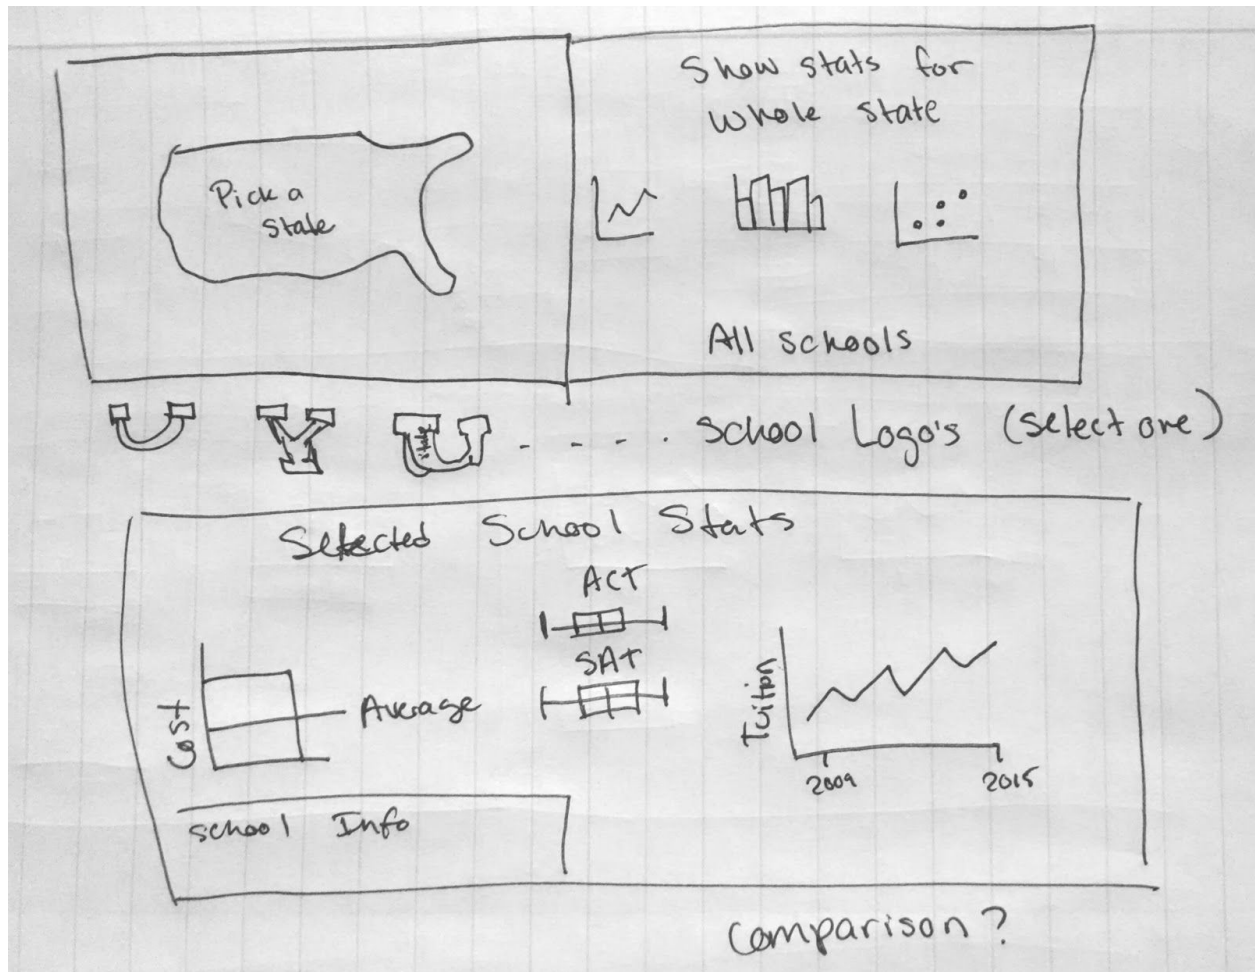 Show stats for
whole state
Pick a
state
All schools
School Logo's (select one)
Selected School Stats
ACT
SAT
Cost
Average
Tuition
2009
2015
School Info
Comparison?